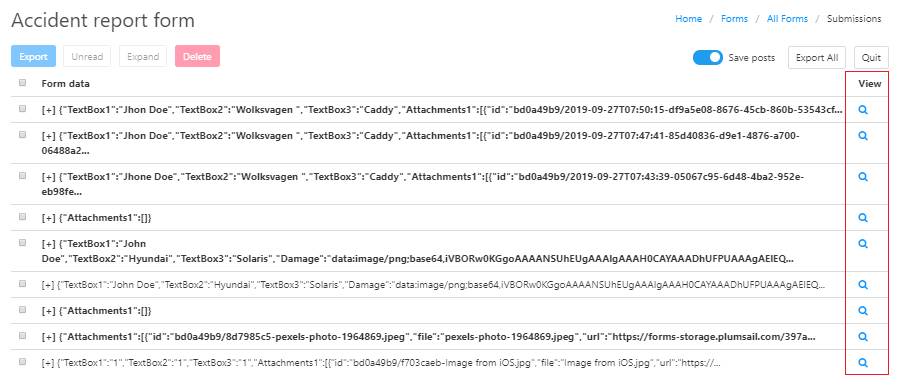 Accident report form
Home / Forms / All Forms / Submissions
Export Unread Expand Delete Save posts Export All Quit
Form data View
[+] {"TextBox1":"Jhon Doe","TextBox2":"Wolksvagen ","TextBox3":"Caddy","Attachments1":[{"id":"bd0a49b9/2019-09-27T07:50:15-df9a5e08-8676-45cb-860b-53543cf...
[+] {"TextBox1":"Jhon Doe","TextBox2":"Wolksvagen ","TextBox3":"Caddy","Attachments1":[{"id":"bd0a49b9/2019-09-27T07:47:41-85d40836-d9e1-4876-a700-
06488a2...
[+] {"TextBox1":"Jhone Doe","TextBox2":"Wolksvagen ","TextBox3":"Caddy","Attachments1":[{"id":"bd0a49b9/2019-09-27T07:43:39-05067c95-6d48-4ba2-952e-
eb98fe...
[+] {"Attachments1":[]}
[+] {"TextBox1":"John
Doe","TextBox2":"Hyundai","TextBox3":"Solaris","Damage":"data:image/png;base64,iVBORw0KGgoAAAANSUhEUgAAAIgAAAH0CAYAAADhUFPUAAAgAEIEQ...
[+] {"TextBox1":"John Doe","TextBox2":"Hyundai","TextBox3":"Solaris","Damage":"data:image/png;base64,iVBORw0KGgoAAAANSUhEUgAAAIgAAAH0CAYAAADhUFPUAAAgAEIEQ...
[+] {"Attachments1":[]}
[+] {"Attachments1":[{"id":"bd0a49b9/8d7985c5-pexels-photo-1964869.jpeg","file":"pexels-photo-1964869.jpeg","url":"https://forms-storage.plumsail.com/397a...
[+] {"TextBox1":"1","TextBox2":"1","TextBox3":"1","Attachments1":[{"id":"bd0a49b9/f703caeb-Image from iOS.jpg","file":"Image from iOS.jpg","url":"https://...